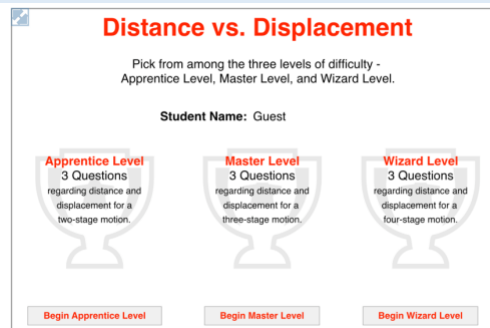 Distance vs. Displacement
Pick from among the three levels of difficulty -
Apprentice Level, Master Level, and Wizard Level.
Student Name: Guest
Apprentice Level
3 Questions
regarding distance and
displacement for a
two-stage motion.
Begin Apprentice Level
Master Level
3 Questions
regarding distance and
displacement for a
three-stage motion.
Begin Master Level
Wizard Level
3 Questions
regarding distance and
displacement for a
four-stage motion.
Begin Wizard Level